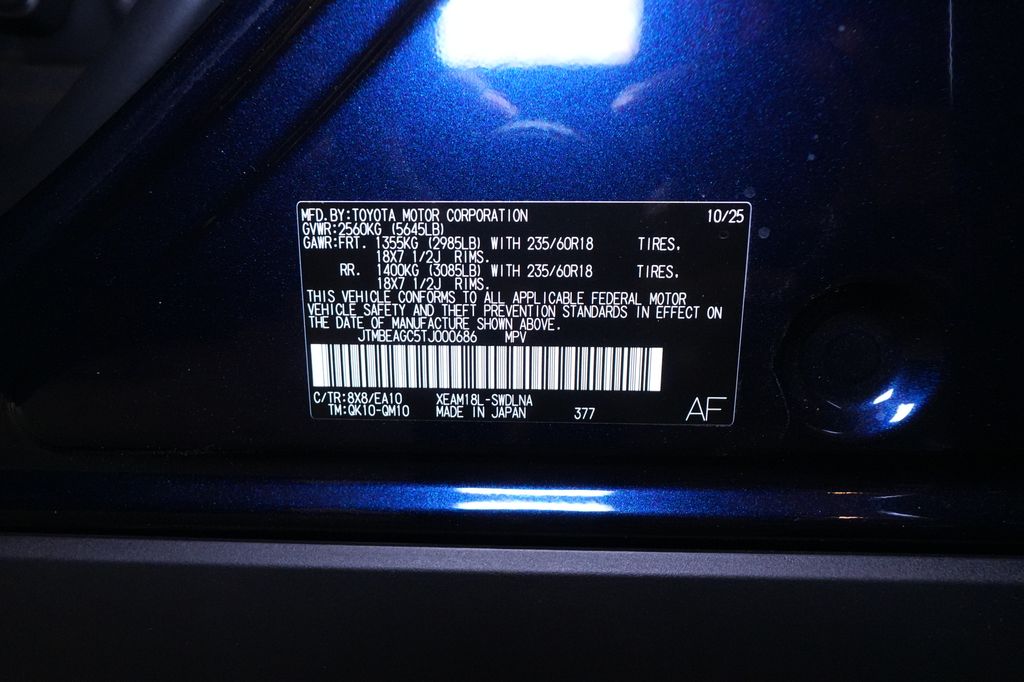 MFD.BY:TOYOTA MOTOR CORPORATION 10/25
GVWR:2560KG (5645LB)
GAWR:FRT. 1355KG (2985LB) WITH 235/60R18 TIRES,
18X7 1/2J RIMS.
RR. 1400KG (3085LB) WITH 235/60R18 TIRES,
18X7 1/2J RIMS.
THIS VEHICLE CONFORMS TO ALL APPLICABLE FEDERAL MOTOR
VEHICLE SAFETY AND THEFT PREVENTION STANDARDS IN EFFECT ON
THE DATE OF MANUFACTURE SHOWN ABOVE.
JTMBEAGC5TJ000686 MPV
C/TR:8X8/EA10 XEAM18L-SWDLNA
TM:QK10-QM10 MADE IN JAPAN 377 AF